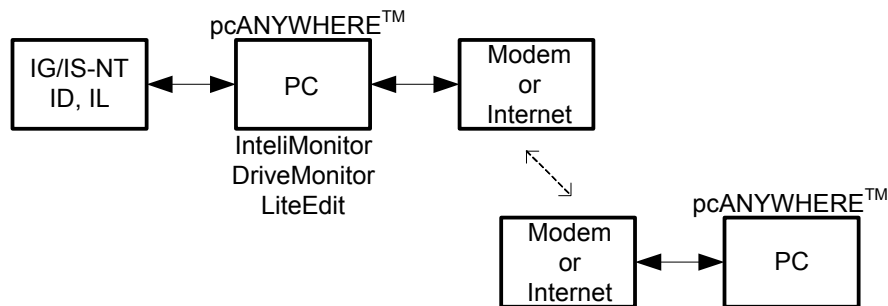 pcANYWHERE™
IG/IS-NT
ID, IL
PC
Modem
or
Internet
InteliMonitor
DriveMonitor
LiteEdit
pcANYWHERE™
Modem
or
Internet
PC